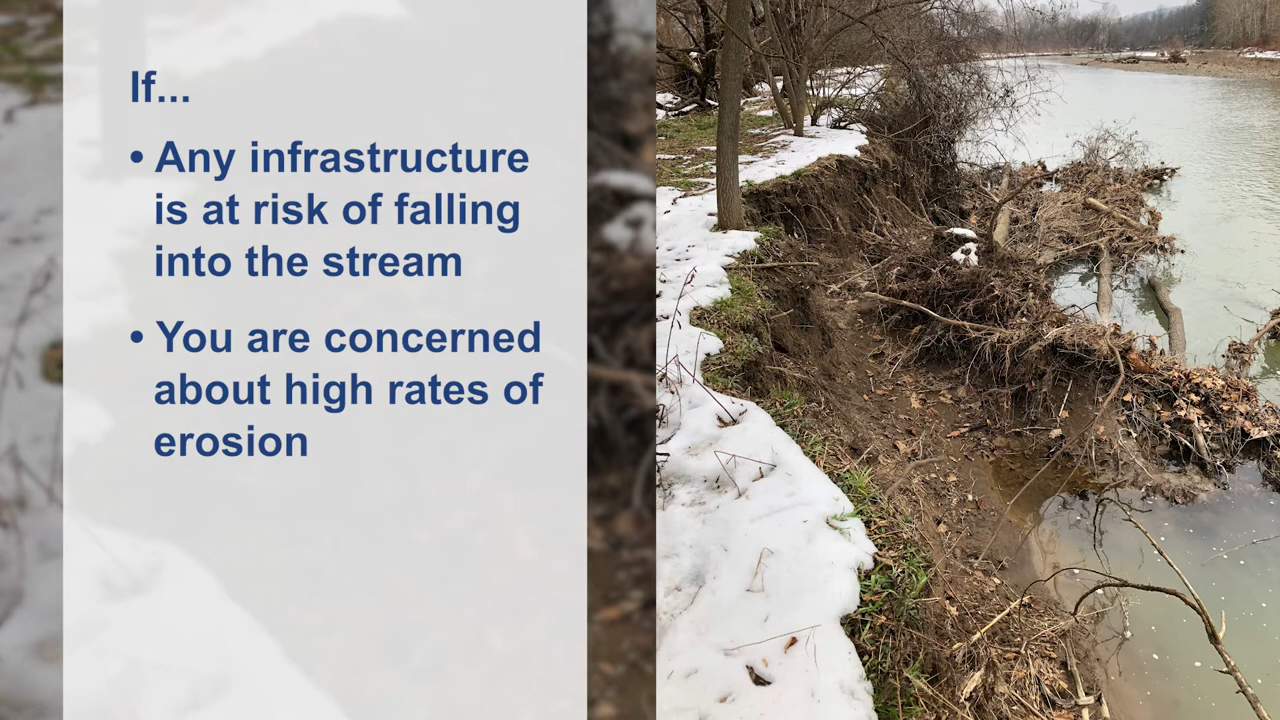 If...
• Any infrastructure
is at risk of falling
into the stream
• You are concerned
about high rates of
erosion